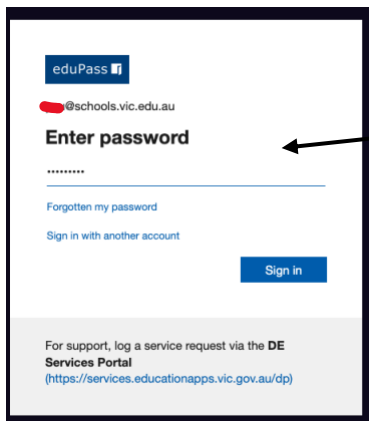 eduPass
@schools.vic.edu.au
Enter password
.........
Forgotten my password
Sign in with another account
Sign in
For support, log a service request via the DE
Services Portal
(https://services.educationapps.vic.gov.au/dp)